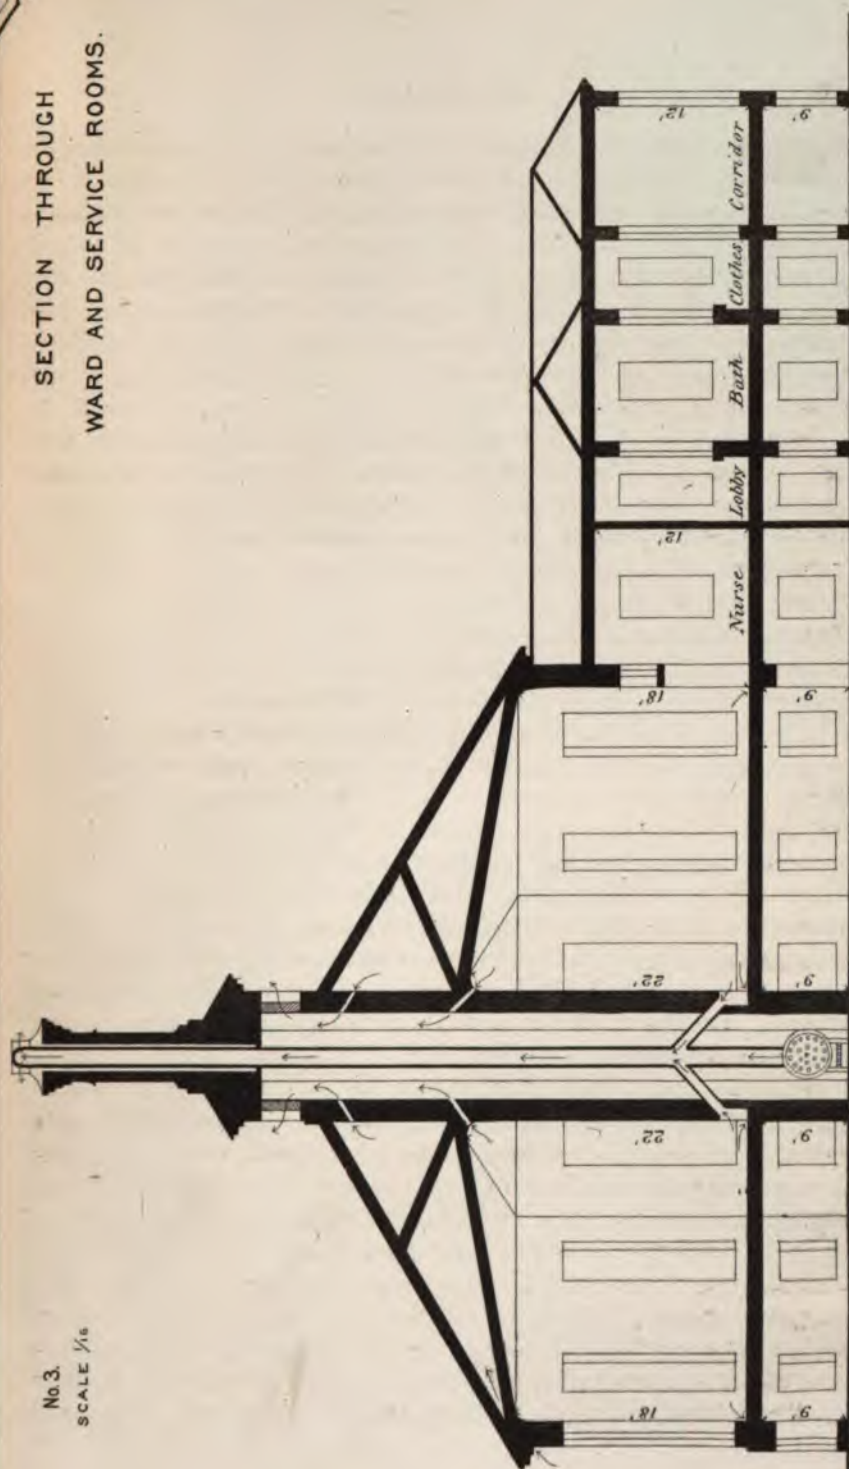 SECTION THROUGH
WARD AND SERVICE ROOMS.
No. 3.
SCALE 1/16
12'
9'
Corridor
Clothes
Bath
Lobby
12'
Nurse
18'
9'
22'
9'
22'
9'
18'
9'